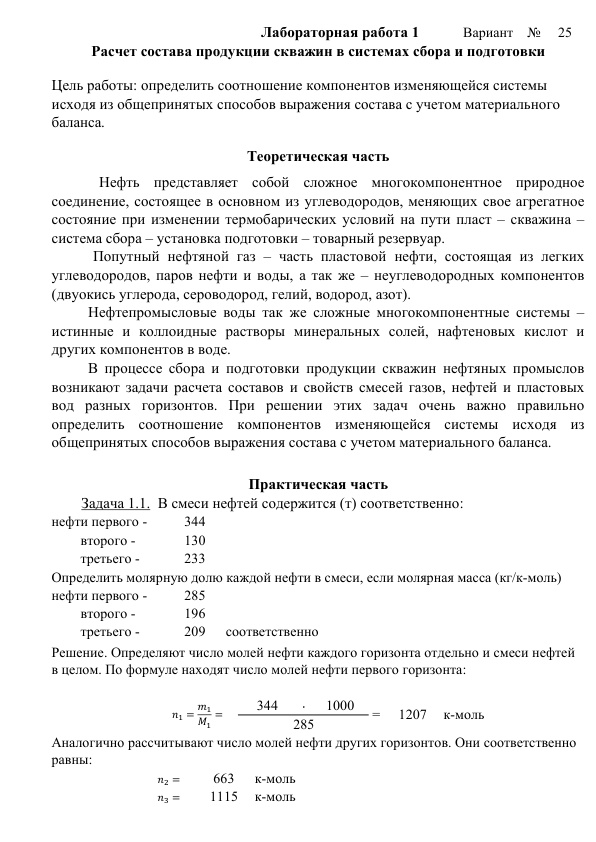 Лабораторная работа 1 Вариант № 25
Расчет состава продукции скважин в системах сбора и подготовки
Цель работы: определить соотношение компонентов изменяющейся системы
исходя из общепринятых способов выражения состава с учетом материального
баланса.
Теоретическая часть
Нефть представляет собой сложное многокомпонентное природное
соединение, состоящее в основном из углеводородов, меняющих свое агрегатное
состояние при изменении термобарических условий на пути пласт – скважина –
система сбора – установка подготовки – товарный резервуар.
Попутный нефтяной газ – часть пластовой нефти, состоящая из легких
углеводородов, паров нефти и воды, а так же – неуглеводородных компонентов
(двуокись углерода, сероводород, гелий, водород, азот).
Нефтепромысловые воды так же сложные многокомпонентные системы –
истинные и коллоидные растворы минеральных солей, нафтеновых кислот и
других компонентов в воде.
В процессе сбора и подготовки продукции скважин нефтяных промыслов
возникают задачи расчета составов и свойств смесей газов, нефтей и пластовых
вод разных горизонтов. При решении этих задач очень важно правильно
определить соотношение компонентов изменяющейся системы исходя из
общепринятых способов выражения состава с учетом материального баланса.
Практическая часть
Задача 1.1. В смеси нефтей содержится (т) соответственно:
нефти первого - 344
второго - 130
третьего - 233
Определить молярную долю каждой нефти в смеси, если молярная масса (кг/к-моль)
нефти первого - 285
второго - 196
третьего - 209 соответственно
Решение. Определяют число молей нефти каждого горизонта отдельно и смеси нефтей
в целом. По формуле находят число молей нефти первого горизонта:
n₁ = m₁/M₁ = 344 · 1000 / 285 = 1207 к-моль
Аналогично рассчитывают число молей нефти других горизонтов. Они соответственно
равны:
n₂ = 663 к-моль
n₃ = 1115 к-моль